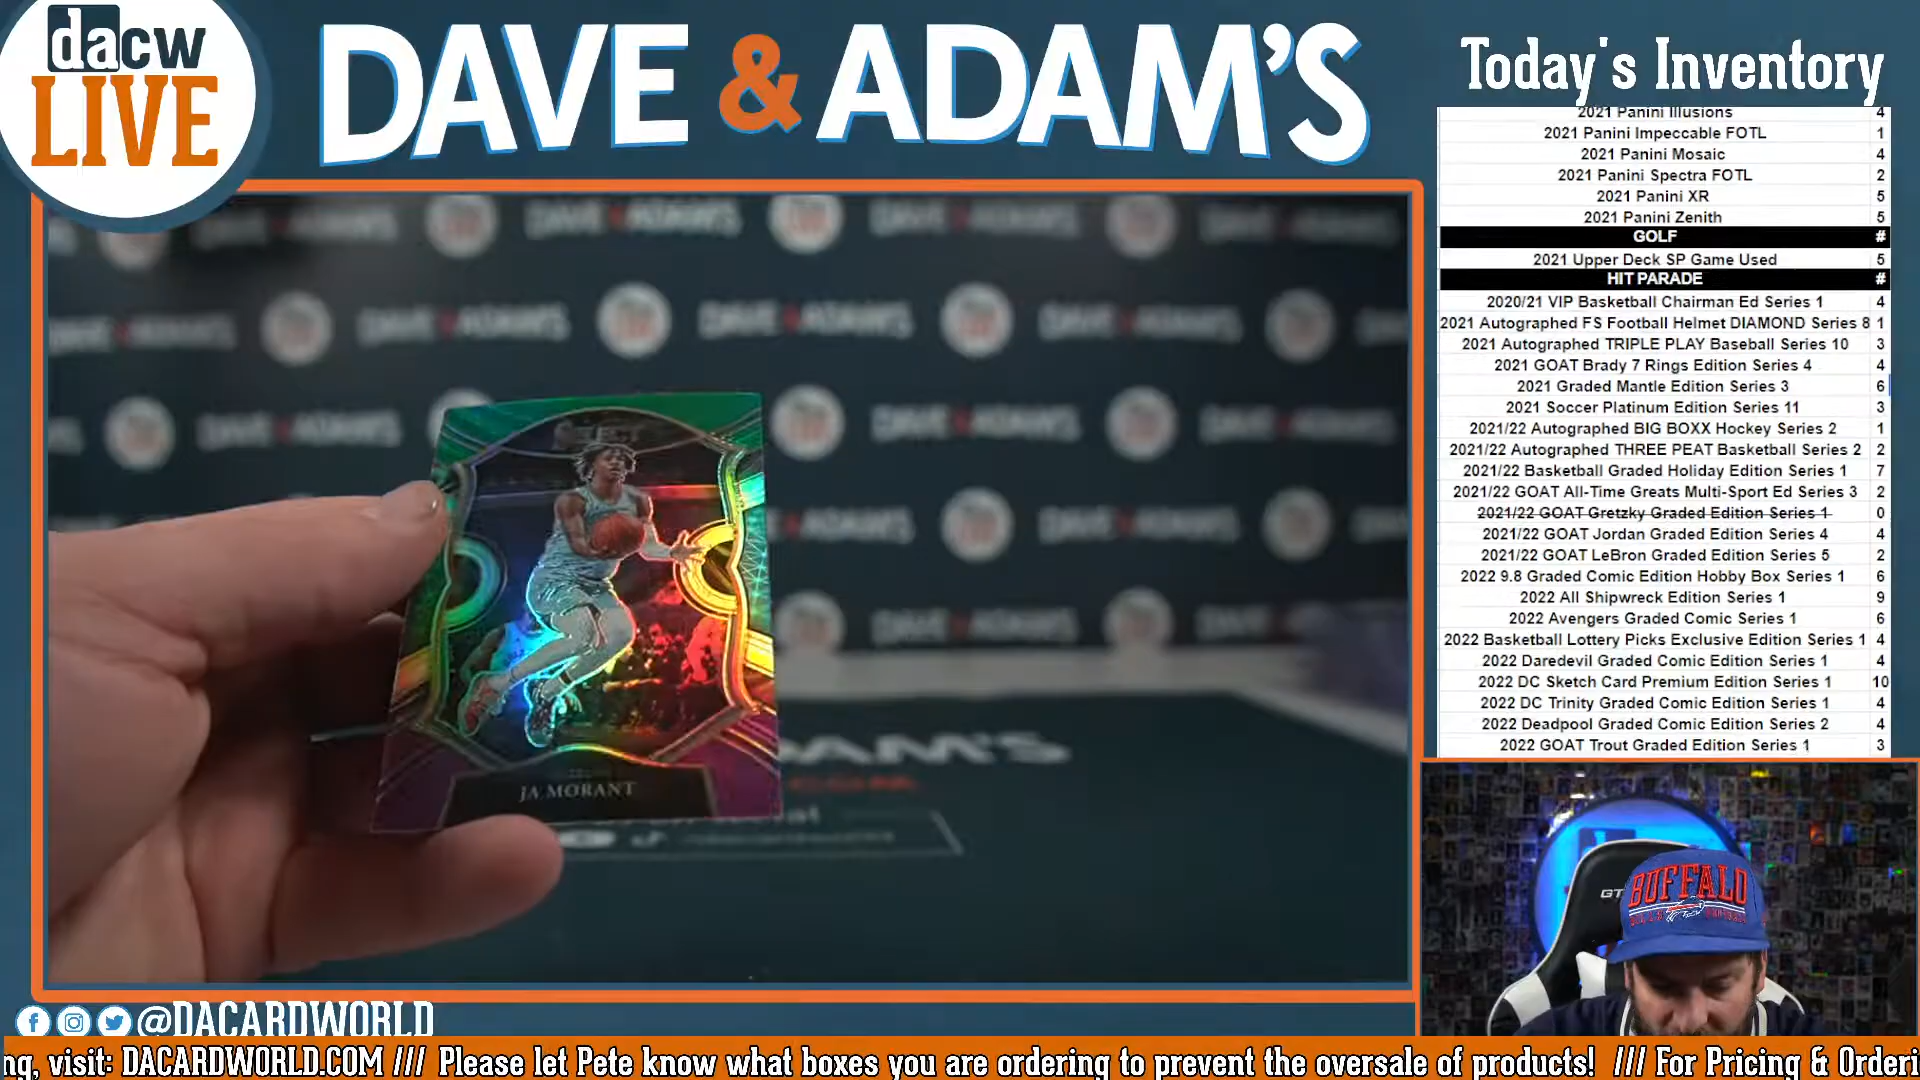 dacw
LIVE
DAVE & ADAM'S
Today's Inventory
2021 Panini Illusions 4
2021 Panini Impeccable FOTL 1
2021 Panini Mosaic 4
2021 Panini Spectra FOTL 2
2021 Panini XR 5
2021 Panini Zenith 5
GOLF #
2021 Upper Deck SP Game Used 5
HIT PARADE #
2020/21 VIP Basketball Chairman Ed Series 1 4
2021 Autographed FS Football Helmet DIAMOND Series 8 1
2021 Autographed TRIPLE PLAY Baseball Series 10 3
2021 GOAT Brady 7 Rings Edition Series 4 4
2021 Graded Mantle Edition Series 3 6
2021 Soccer Platinum Edition Series 11 3
2021/22 Autographed BIG BOXX Hockey Series 2 1
2021/22 Autographed THREE PEAT Basketball Series 2 2
2021/22 Basketball Graded Holiday Edition Series 1 7
2021/22 GOAT All-Time Greats Multi-Sport Ed Series 3 2
2021/22 GOAT Gretzky Graded Edition Series 1 0
2021/22 GOAT Jordan Graded Edition Series 4 4
2021/22 GOAT LeBron Graded Edition Series 5 2
2022 9.8 Graded Comic Edition Hobby Box Series 1 6
2022 All Shipwreck Edition Series 1 9
2022 Avengers Graded Comic Series 1 6
2022 Basketball Lottery Picks Exclusive Edition Series 1 4
2022 Daredevil Graded Comic Edition Series 1 4
2022 DC Sketch Card Premium Edition Series 1 10
2022 DC Trinity Graded Comic Edition Series 1 4
2022 Deadpool Graded Comic Edition Series 2 4
2022 GOAT Trout Graded Edition Series 1 3
DAVE & ADAM'S
SELECT
JA MORANT
GT
BUFFALO
@DACARDWORLD
ng, visit: DACARDWORLD.COM /// Please let Pete know what boxes you are ordering to prevent the oversale of products! /// For Pricing & Orderi